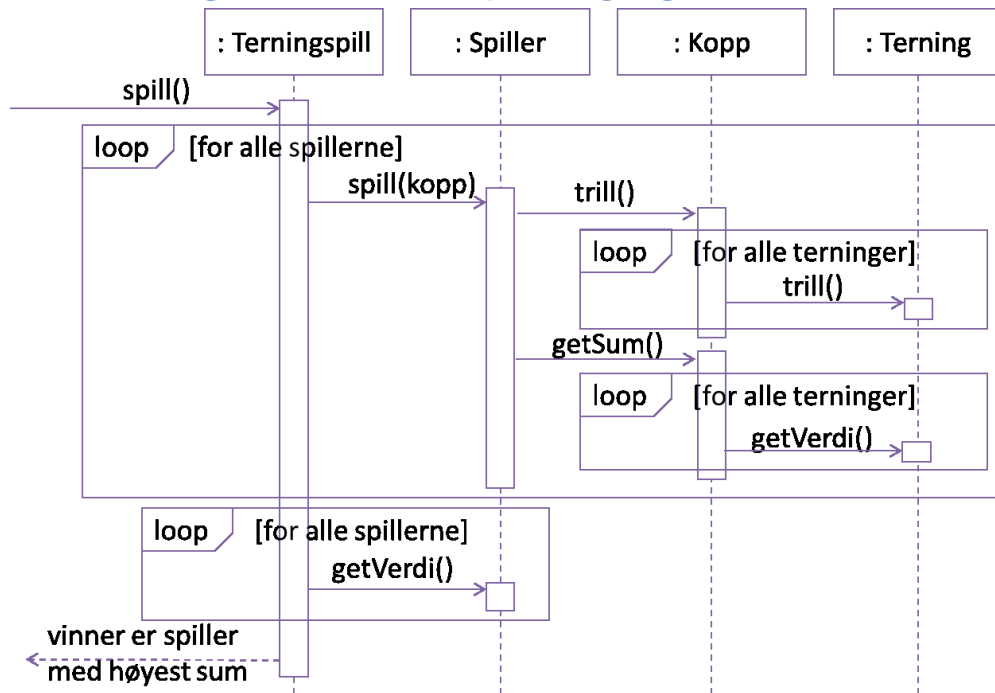 : Terningspill
: Spiller
: Kopp
: Terning
spill()
loop [for alle spillerne]
spill(kopp)
trill()
loop [for alle terninger]
trill()
getSum()
loop [for alle terninger]
getVerdi()
loop [for alle spillerne]
getVerdi()
vinner er spiller
med høyest sum